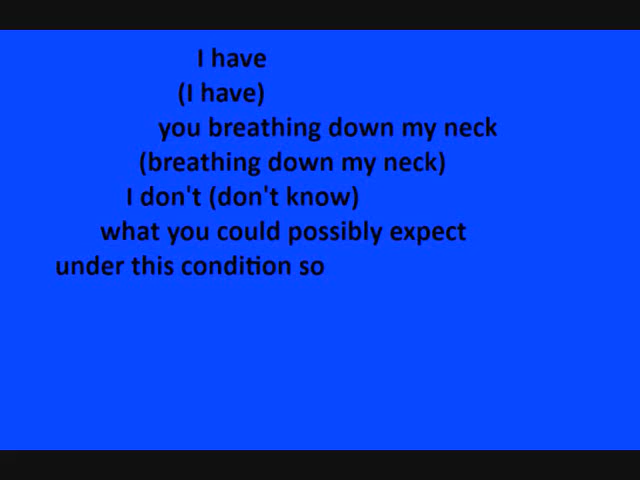 I have
(I have)
you breathing down my neck
(breathing down my neck)
I don't (don't know)
what you could possibly expect
under this condition so